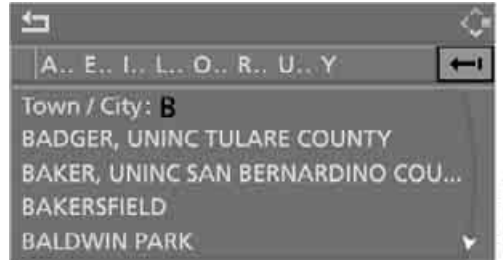 A.. E.. I.. L.. O.. R.. U.. Y
Town / City: B
BADGER, UNINC TULARE COUNTY
BAKER, UNINC SAN BERNARDINO COU...
BAKERSFIELD
BALDWIN PARK